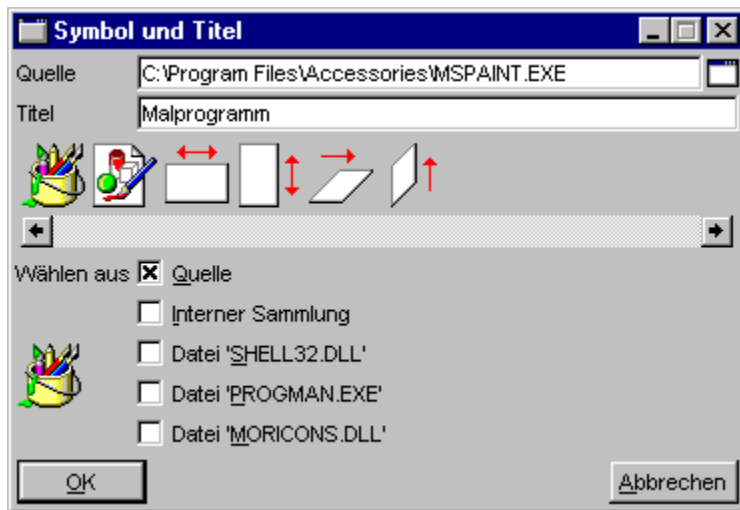 Symbol und Titel
Quelle C:\Program Files\Accessories\MSPAINT.EXE
Titel Malprogramm
Wählen aus Quelle
Interner Sammlung
Datei 'SHELL32.DLL'
Datei 'PROGMAN.EXE'
Datei 'MORICONS.DLL'
OK Abbrechen